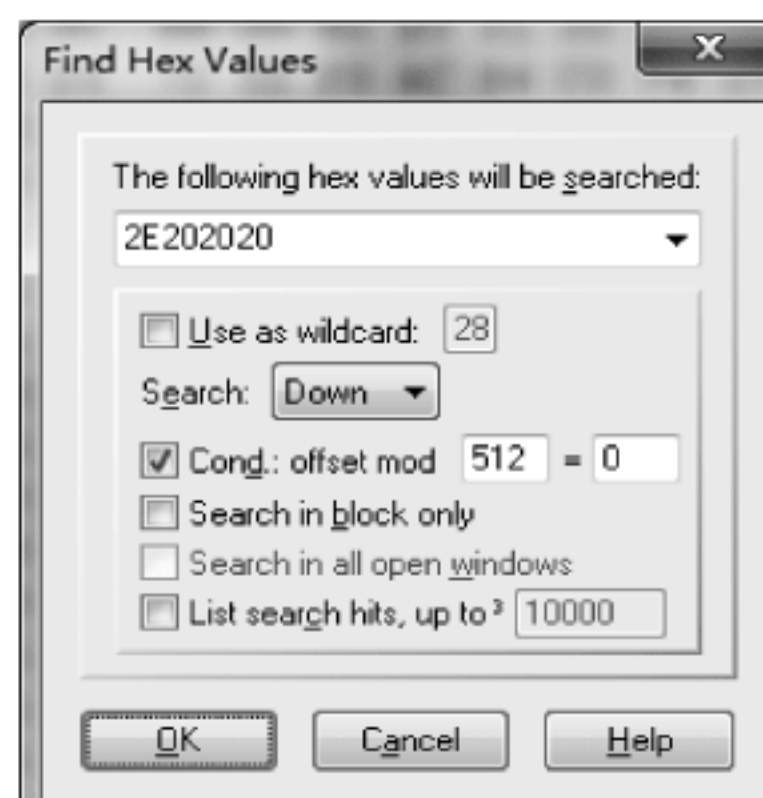 Find Hex Values
The following hex values will be searched:
2E202020
Use as wildcard: 28
Search: Down
Cond.: offset mod 512 = 0
Search in block only
Search in all open windows
List search hits, up to ³ 10000
OK Cancel Help